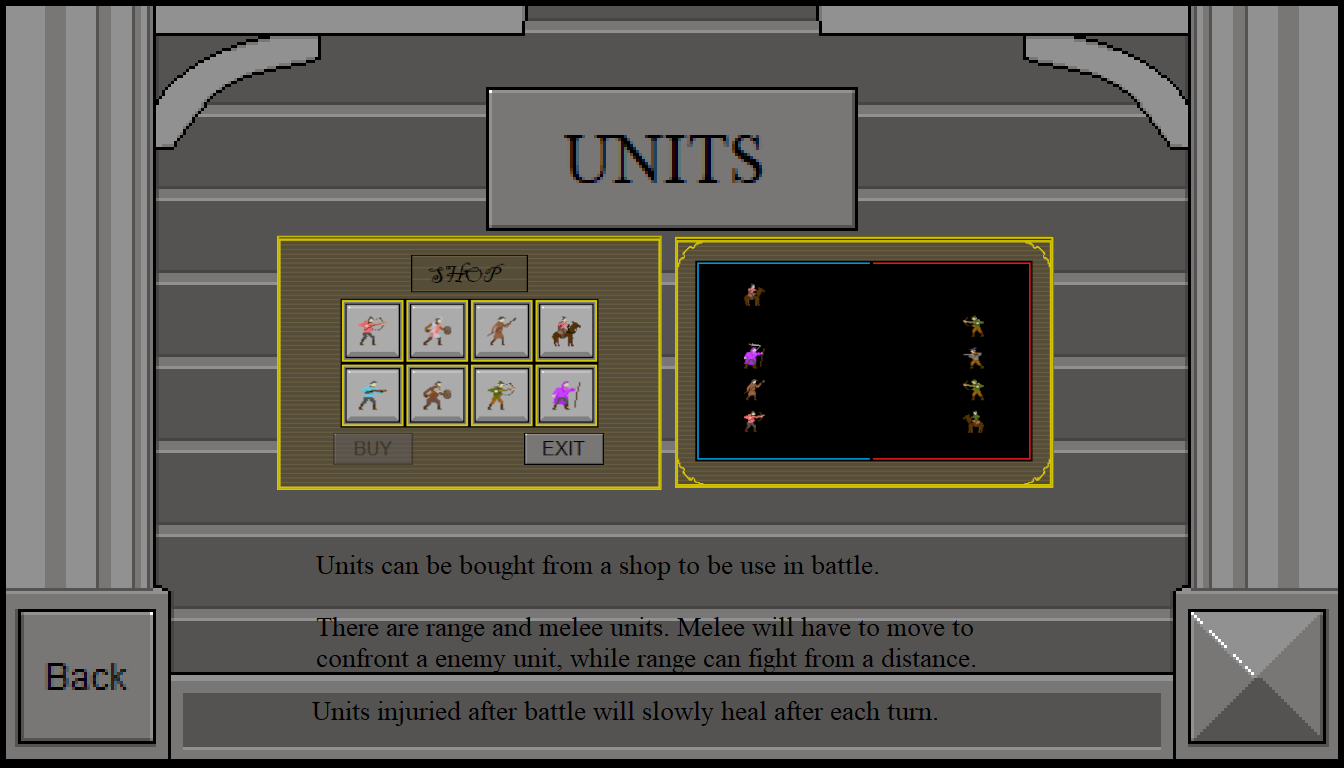 UNITS
SHOP
BUY
EXIT
Units can be bought from a shop to be use in battle.
There are range and melee units. Melee will have to move to
confront a enemy unit, while range can fight from a distance.
Units injuried after battle will slowly heal after each turn.
Back